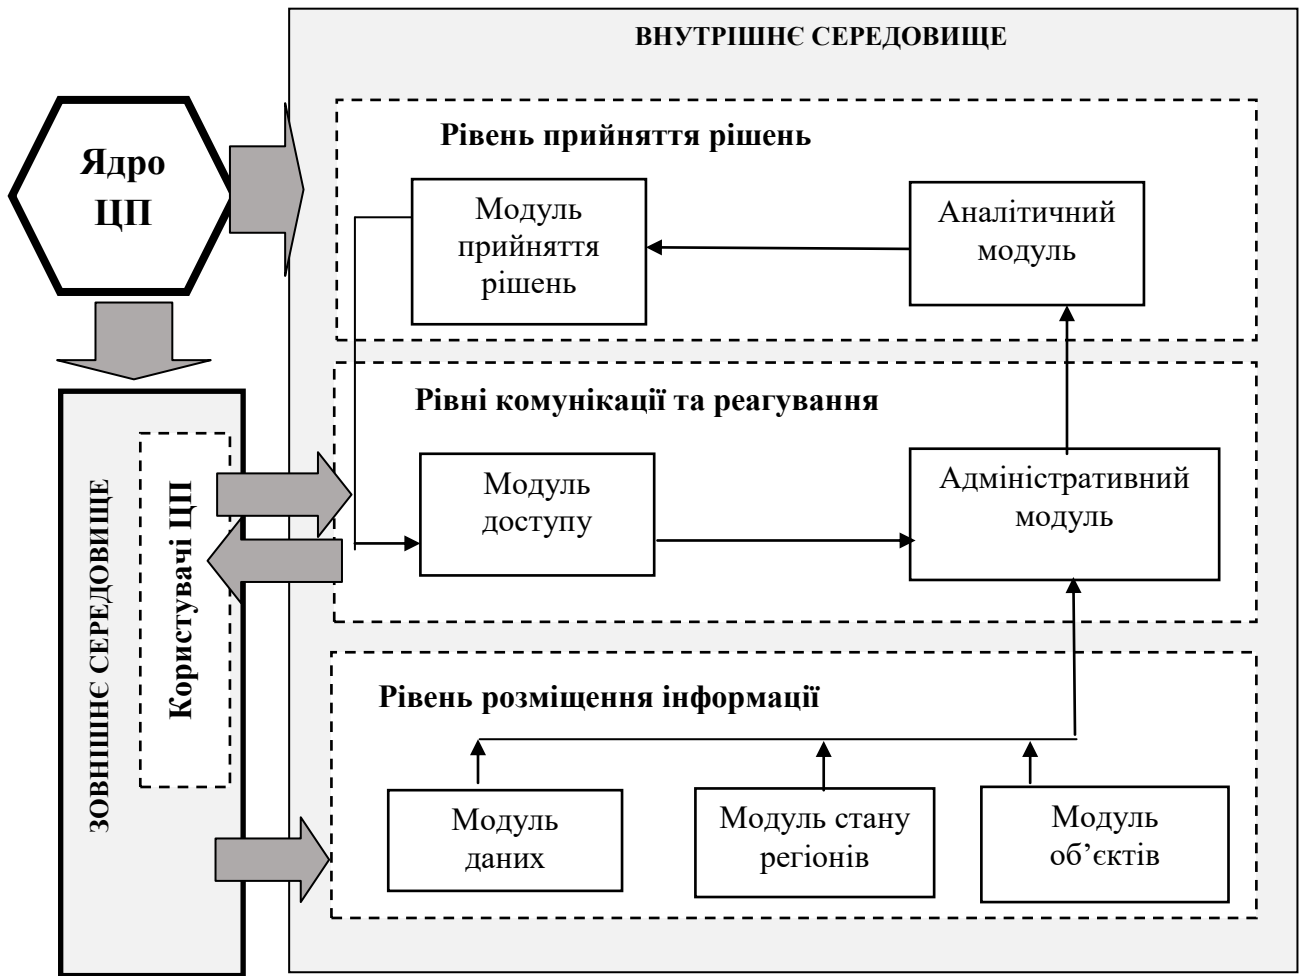 ВНУТРІШНЄ СЕРЕДОВИЩЕ
Ядро
ЦП
Рівень прийняття рішень
Модуль
прийняття
рішень
Аналітичний
модуль
Рівні комунікації та реагування
Модуль
доступу
Адміністративний
модуль
ЗОВНІШНЄ СЕРЕДОВИЩЕ
Користувачі ЦП
Рівень розміщення інформації
Модуль
даних
Модуль стану
регіонів
Модуль
об’єктів